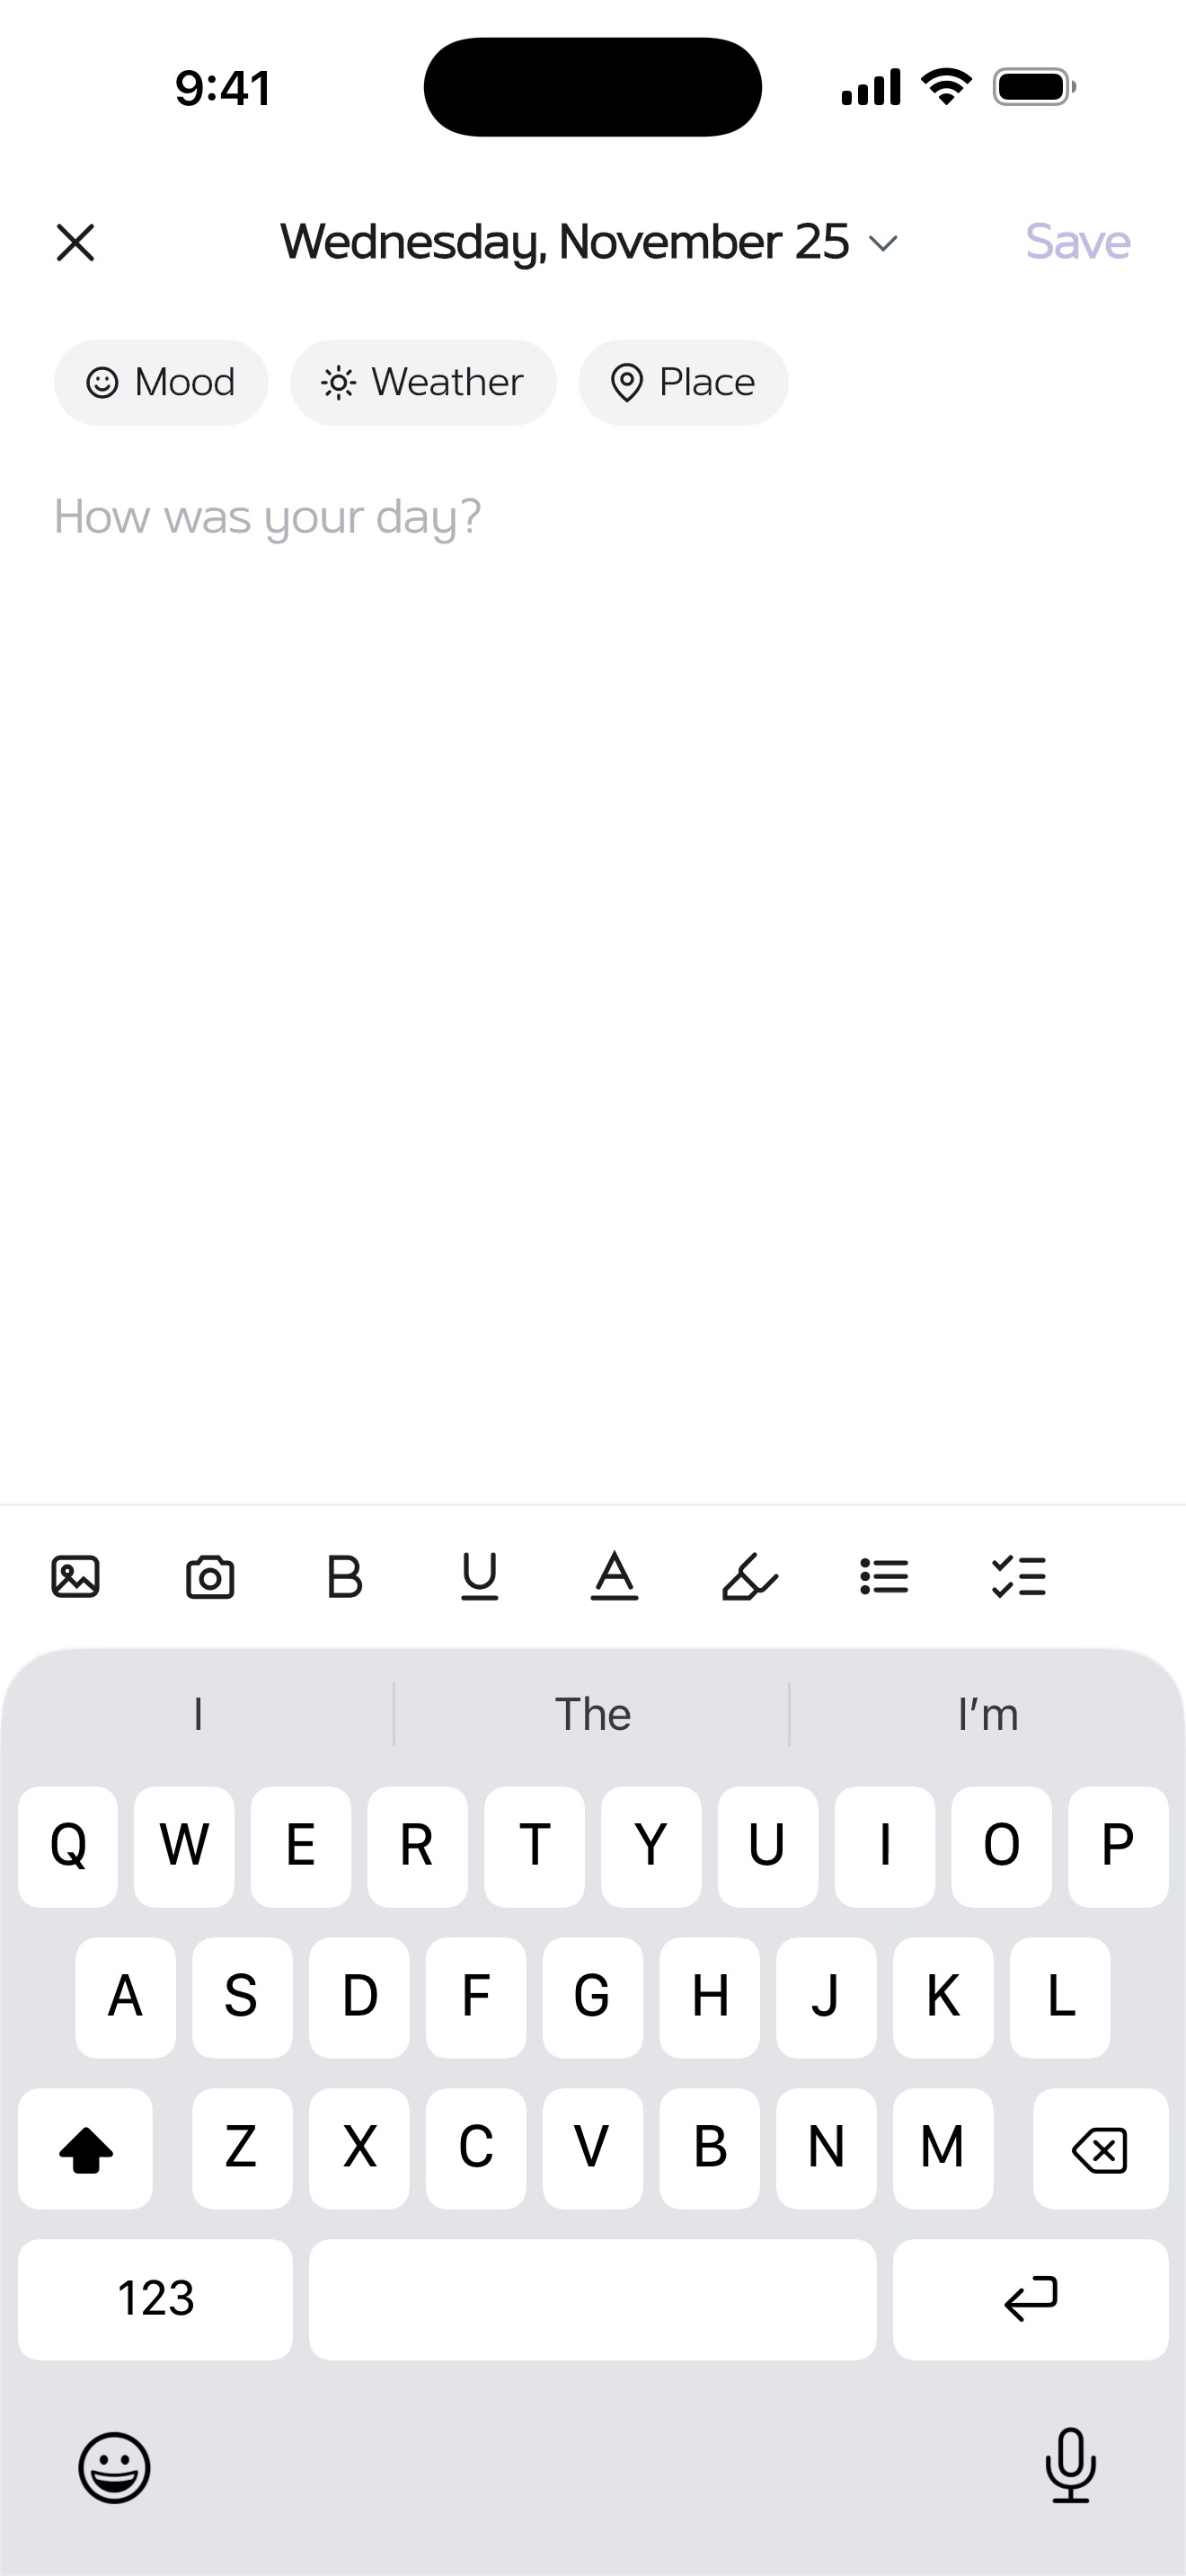 9:41
Wednesday, November 25 Save
Mood Weather Place
How was your day?
B U A
I The I’m
Q W E R T Y U I O P
A S D F G H J K L
Z X C V B N M
123